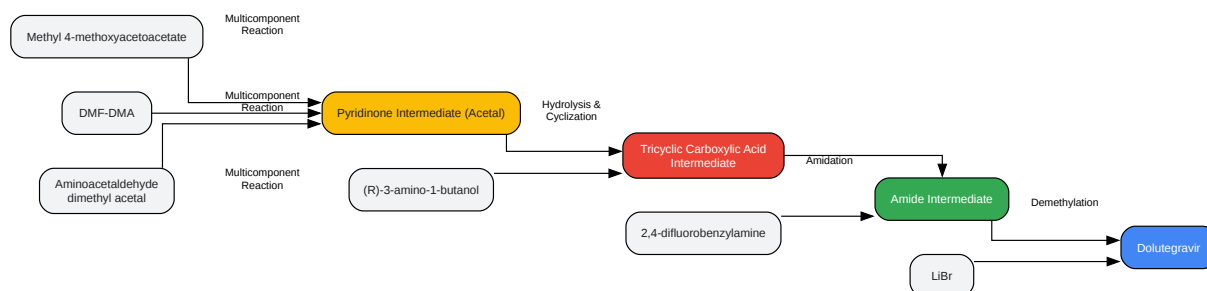 Multicomponent
Reaction
Methyl 4-methoxyacetoacetate
DMF-DMA
Multicomponent
Reaction
Pyridinone Intermediate (Acetal)
Hydrolysis &
Cyclization
Aminoacetaldehyde
dimethyl acetal
Multicomponent
Reaction
(R)-3-amino-1-butanol
Tricyclic Carboxylic Acid
Intermediate
Amidation
2,4-difluorobenzylamine
Amide Intermediate
Demethylation
LiBr
Dolutegravir